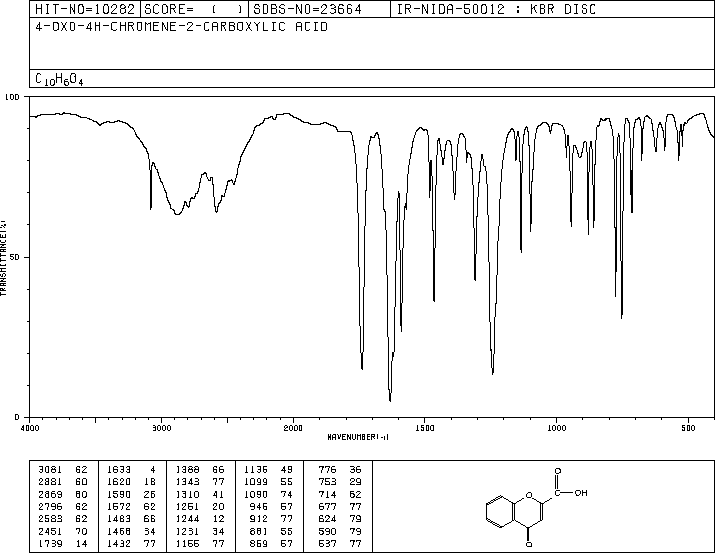 HIT-NO=10282 SCORE= ( ) SDBS-NO=23664 IR-NIDA-50012 : KBR DISC
4-OXO-4H-CHROMENE-2-CARBOXYLIC ACID
C10H6O4
100
50
0
TRANSMITTANCE(%)
4000 3000 2000 1500 1000 500
WAVENUMBER(-1)
3081 62 1633 4 1388 66 1136 49 776 36
2881 60 1620 18 1343 77 1099 55 753 29
2869 60 1590 26 1310 41 1090 74 714 62
2796 62 1572 62 1251 20 946 57 677 77
2583 62 1483 66 1244 12 912 77 624 79
2451 70 1468 34 1231 34 881 55 590 79
1739 14 1432 77 1156 77 859 57 537 77
O
OH
O
O